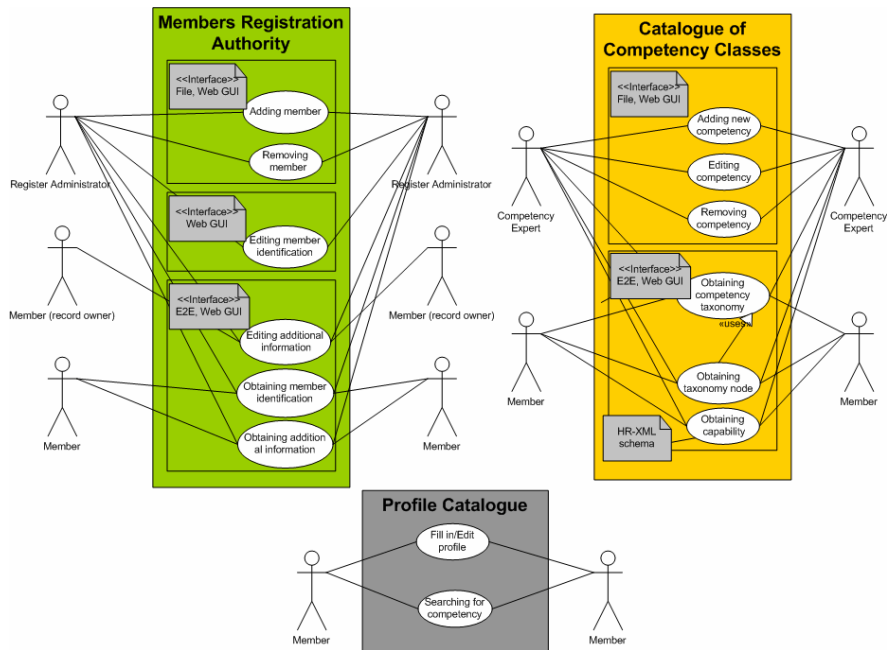 Members Registration
Authority
<<Interface>>
File, Web GUI
Adding member
Removing
member
Register Administrator
Register Administrator
<<Interface>>
Web GUI
Editing member
identification
Member (record owner)
Member (record owner)
<<Interface>>
E2E, Web GUI
Editing additional
information
Obtaining member
identification
Obtaining addition
al information
Member
Member
Catalogue of
Competency Classes
<<Interface>>
File, Web GUI
Adding new
competency
Editing
competency
Removing
competency
Competency
Expert
Competency
Expert
<<Interface>>
E2E, Web GUI
Obtaining
competency
taxonomy
«uses»
Obtaining
taxonomy node
Obtaining
capability
HR-XML
schema
Member
Member
Profile Catalogue
Fill in/Edit
profile
Searching for
competency
Member
Member